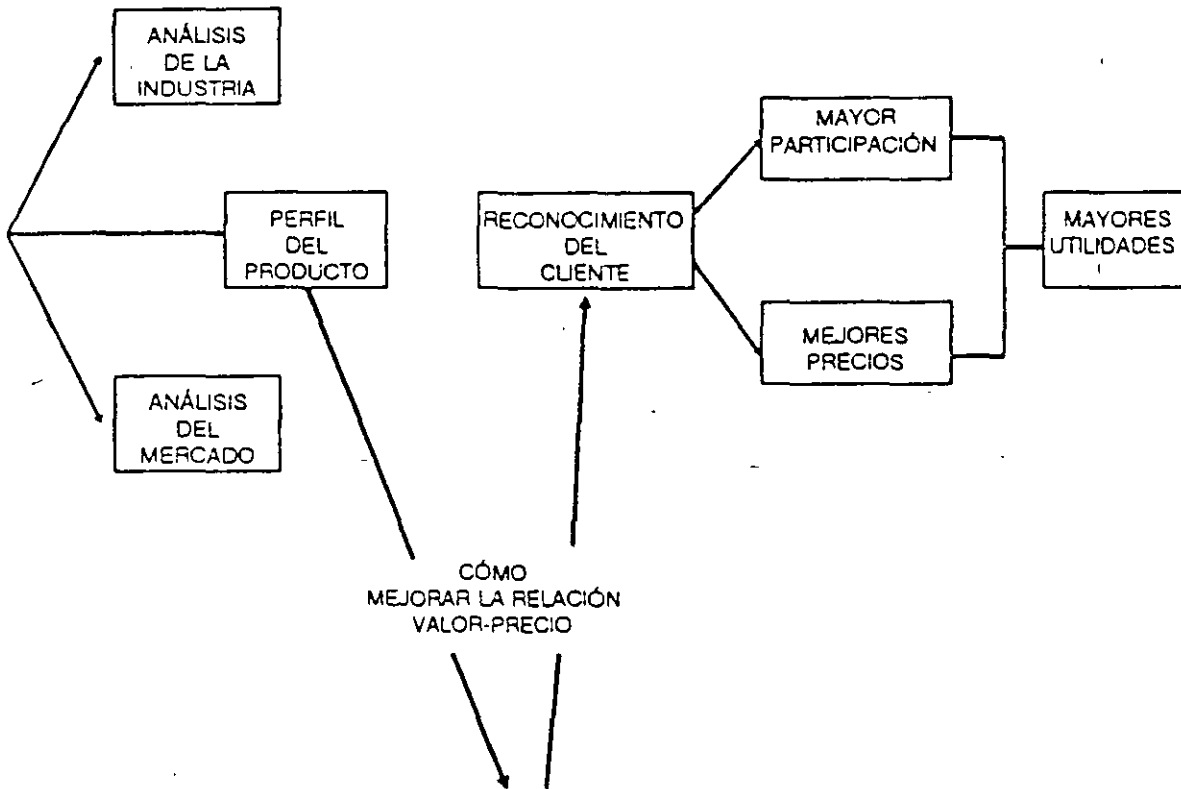 ANÁLISIS
DE LA
INDUSTRIA
PERFIL
DEL
PRODUCTO
ANÁLISIS
DEL
MERCADO
CÓMO
MEJORAR LA RELACIÓN
VALOR-PRECIO
RECONOCIMIENTO
DEL
CLIENTE
MAYOR
PARTICIPACIÓN
MEJORES
PRECIOS
MAYORES
UTILIDADES